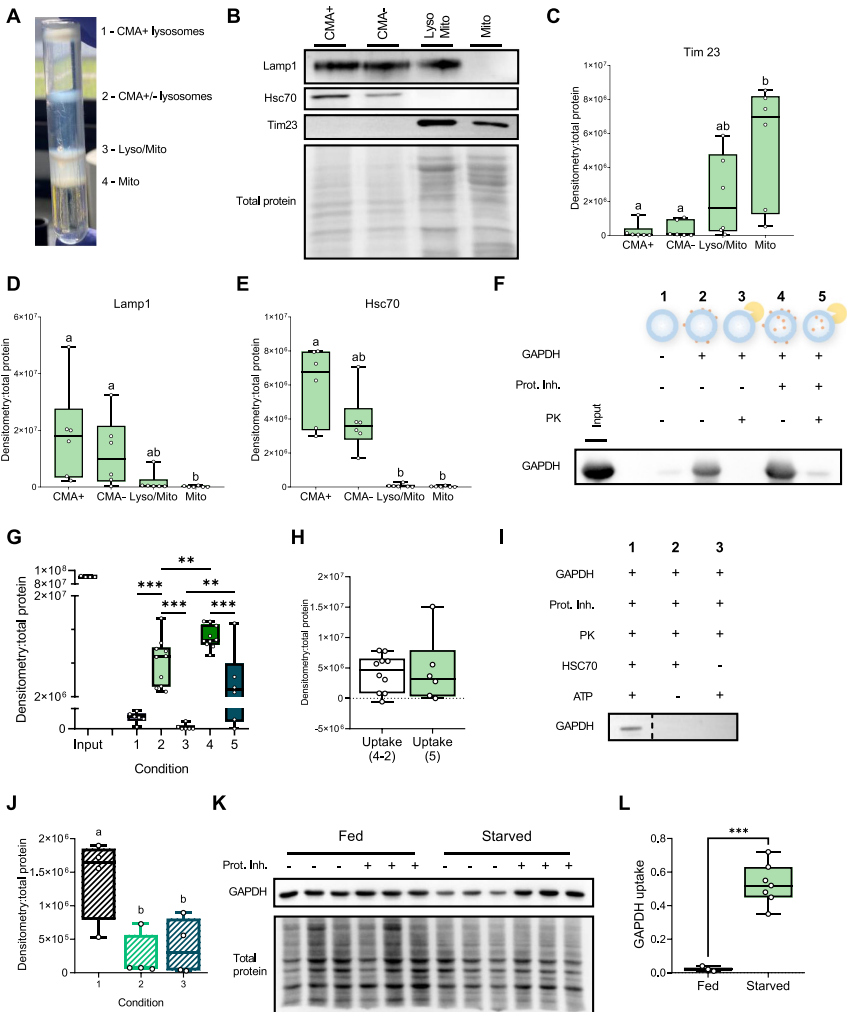 A
1 - CMA+ lysosomes
2 - CMA+/- lysosomes
3 - Lyso/Mito
4 - Mito
B
CMA+
CMA-
Lyso
Mito
Mito
Lamp1
Hsc70
Tim23
Total protein
C
Tim 23
Densitometry:total protein
1×10⁷
8×10⁶
6×10⁶
4×10⁶
2×10⁶
0
a
a
ab
b
CMA+
CMA-
Lyso/Mito
Mito
D
Lamp1
Densitometry:total protein
6×10⁷
4×10⁷
2×10⁷
1×10⁷
0
a
a
ab
b
CMA+
CMA-
Lyso/Mito
Mito
E
Hsc70
Densitometry:total protein
1×10⁷
8×10⁶
6×10⁶
4×10⁶
2×10⁶
0
a
ab
b
b
CMA+
CMA-
Lyso/Mito
Mito
F
1 2 3 4 5
GAPDH - + + + +
Prot. Inh. - - - + +
PK - - + - +
Input
GAPDH
G
Densitometry:total protein
1×10⁸
8×10⁷
2×10⁷
2×10⁶
0
**
*** **
*** ***
Input 1 2 3 4 5
Condition
H
Densitometry:total protein
2×10⁷
1.5×10⁷
1×10⁷
5×10⁶
0
-5×10⁶
Uptake
(4-2)
Uptake
(5)
I
1 2 3
GAPDH + + +
Prot. Inh. + + +
PK + + +
HSC70 + + -
ATP + - +
GAPDH
J
Densitometry:total protein
2×10⁶
1.5×10⁶
1×10⁶
5×10⁵
0
a
b
b
1 2 3
Condition
K
Fed
Starved
Prot. Inh. - - - + + + - - - + + +
GAPDH
Total
protein
L
GAPDH uptake
0.8
0.6
0.4
0.2
0.0
***
Fed
Starved